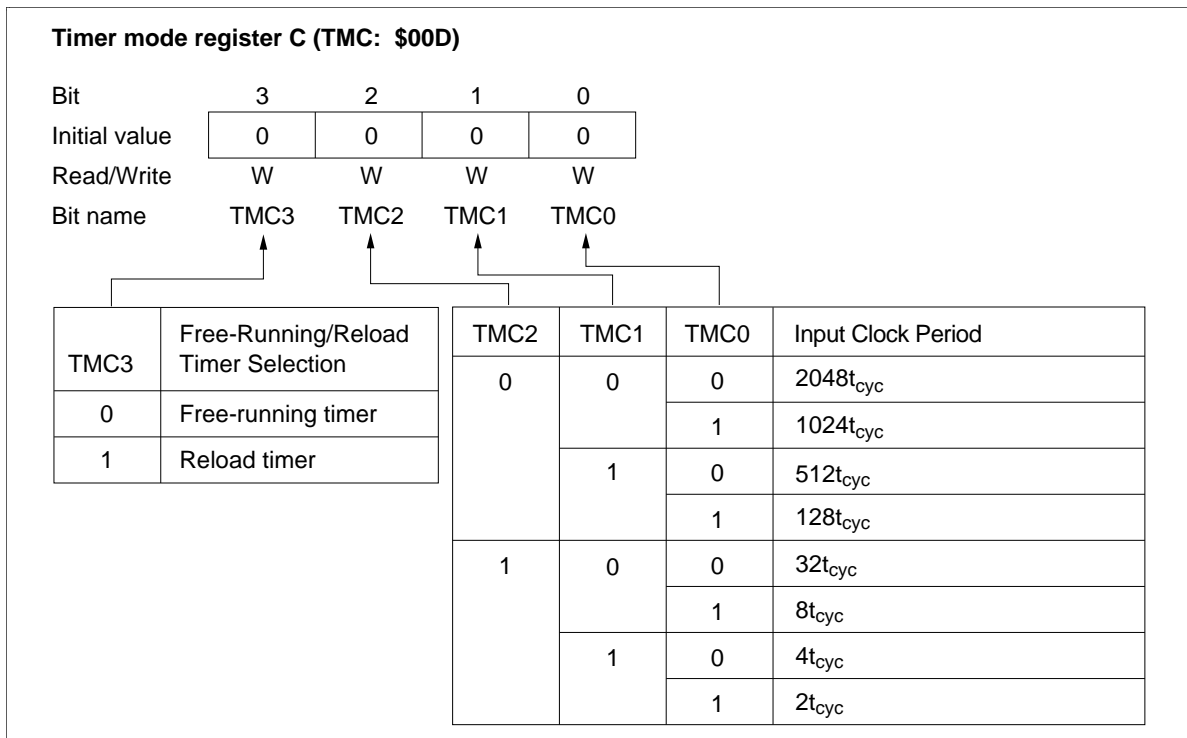 Timer mode register C (TMC: $00D)
Bit 3 2 1 0
Initial value 0 0 0 0
Read/Write W W W W
Bit name TMC3 TMC2 TMC1 TMC0
TMC3 Free-Running/Reload Timer Selection
0 Free-running timer
1 Reload timer
TMC2 TMC1 TMC0 Input Clock Period
0 0 0 2048tcyc
1 1024tcyc
1 0 512tcyc
1 128tcyc
1 0 0 32tcyc
1 8tcyc
1 0 4tcyc
1 2tcyc